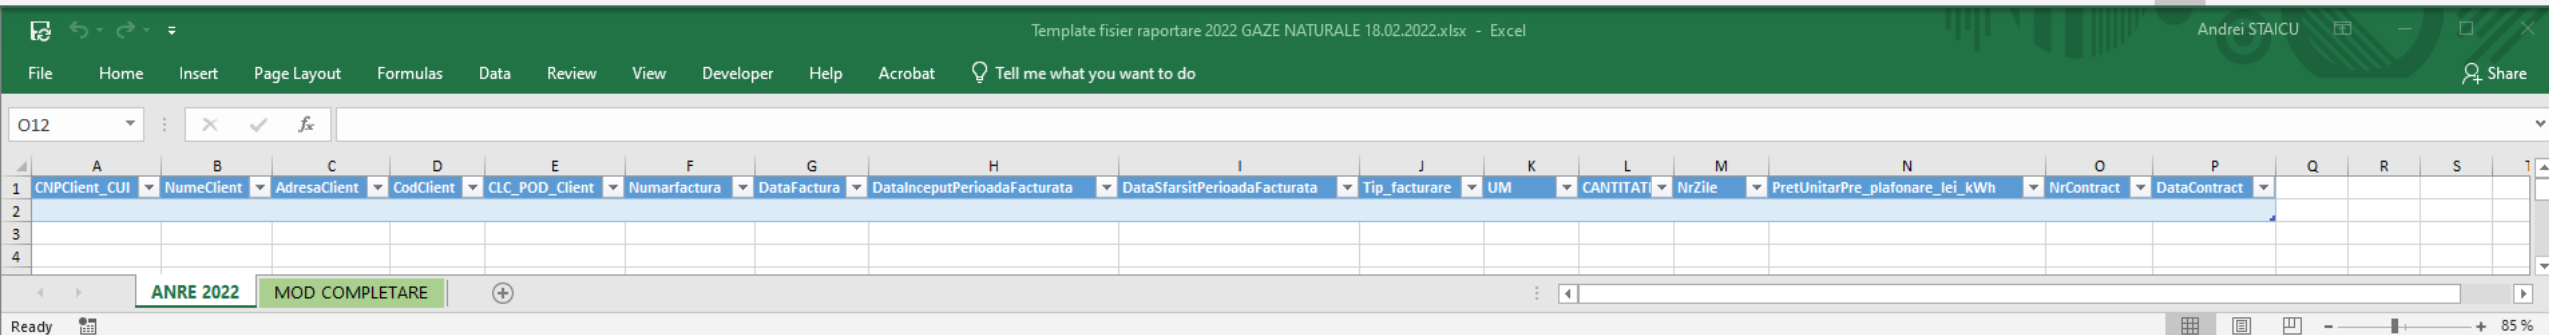 Template fisier raportare 2022 GAZE NATURALE 18.02.2022.xlsx - Excel Andrei STAICU
File Home Insert Page Layout Formulas Data Review View Developer Help Acrobat Tell me what you want to do Share
O12 fx
A B C D E F G H I J K L M N O P Q R S
1 CNPClient_CUI NumeClient AdresaClient CodClient CLC_POD_Client Numarfactura DataFactura DataInceputPerioadaFacturata DataSfarsitPerioadaFacturata Tip_facturare UM CANTITATI NrZile PretUnitarPre_plafonare_lei_kWh NrContract DataContract
2
3
4
ANRE 2022 MOD COMPLETARE
Ready 85 %